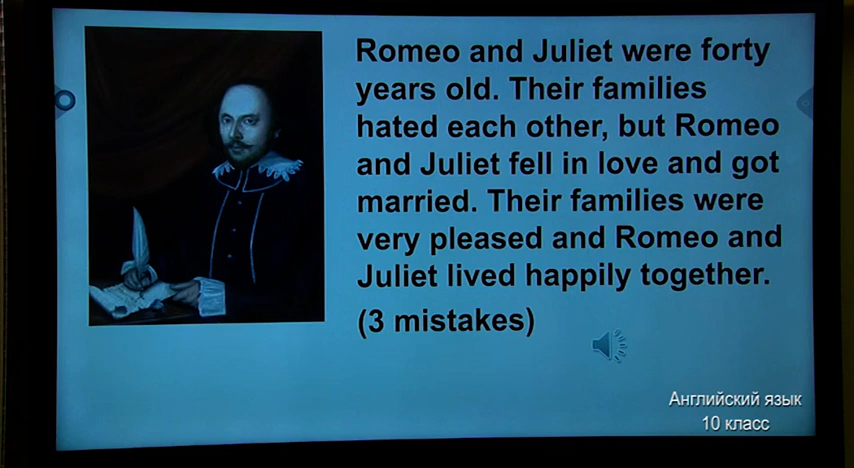 Romeo and Juliet were forty
years old. Their families
hated each other, but Romeo
and Juliet fell in love and got
married. Their families were
very pleased and Romeo and
Juliet lived happily together.
(3 mistakes)
Английский язык
10 класс